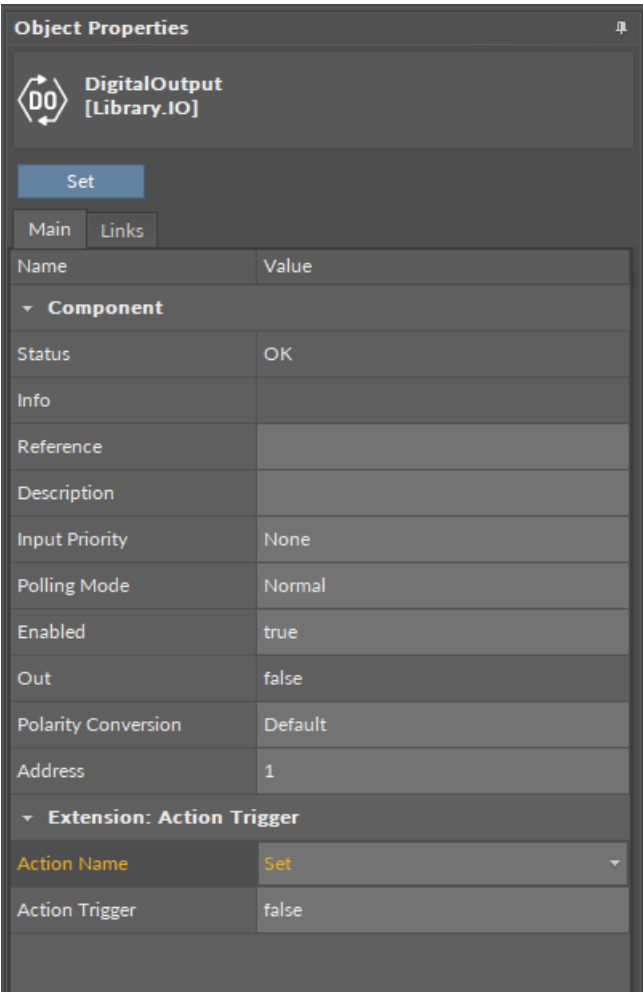 Object Properties
DO
DigitalOutput
[Library.IO]
Set
Main Links
Name Value
Component
Status OK
Info
Reference
Description
Input Priority None
Polling Mode Normal
Enabled true
Out false
Polarity Conversion Default
Address 1
Extension: Action Trigger
Action Name Set
Action Trigger false